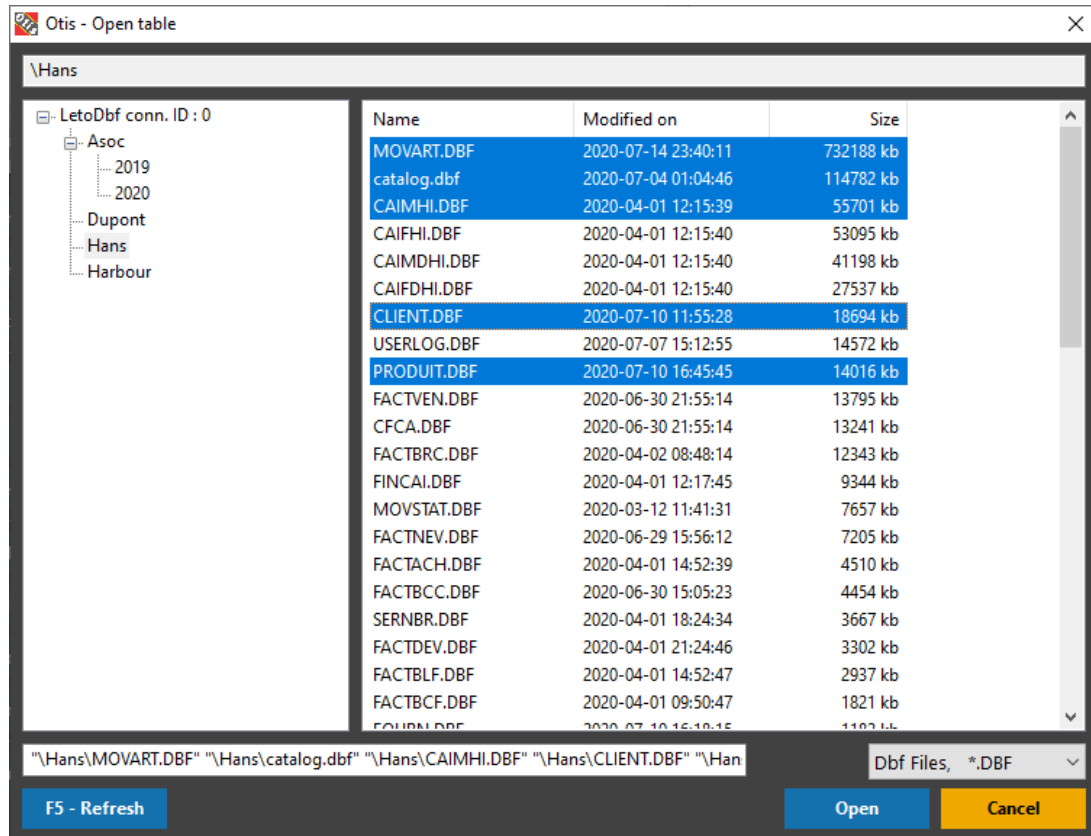 Otis - Open table
\Hans
LetoDbf conn. ID : 0
Asoc
2019
2020
Dupont
Hans
Harbour
Name Modified on Size
MOVART.DBF 2020-07-14 23:40:11 732188 kb
catalog.dbf 2020-07-04 01:04:46 114782 kb
CAIMHI.DBF 2020-04-01 12:15:39 55701 kb
CAIFHI.DBF 2020-04-01 12:15:40 53095 kb
CAIMDHI.DBF 2020-04-01 12:15:40 41198 kb
CAIFDHI.DBF 2020-04-01 12:15:40 27537 kb
CLIENT.DBF 2020-07-10 11:55:28 18694 kb
USERLOG.DBF 2020-07-07 15:12:55 14572 kb
PRODUIT.DBF 2020-07-10 16:45:45 14016 kb
FACTVEN.DBF 2020-06-30 21:55:14 13795 kb
CFCA.DBF 2020-06-30 21:55:14 13241 kb
FACTBRC.DBF 2020-04-02 08:48:14 12343 kb
FINCAI.DBF 2020-04-01 12:17:45 9344 kb
MOVSTAT.DBF 2020-03-12 11:41:31 7657 kb
FACTNEV.DBF 2020-06-29 15:56:12 7205 kb
FACTACH.DBF 2020-04-01 14:52:39 4510 kb
FACTBCC.DBF 2020-06-30 15:05:23 4454 kb
SERNBR.DBF 2020-04-01 18:24:34 3667 kb
FACTDEV.DBF 2020-04-01 21:24:46 3302 kb
FACTBLF.DBF 2020-04-01 14:52:47 2937 kb
FACTBCF.DBF 2020-04-01 09:50:47 1821 kb
"\Hans\MOVART.DBF" "\Hans\catalog.dbf" "\Hans\CAIMHI.DBF" "\Hans\CLIENT.DBF" "\Han
Dbf Files, *.DBF
F5 - Refresh Open Cancel